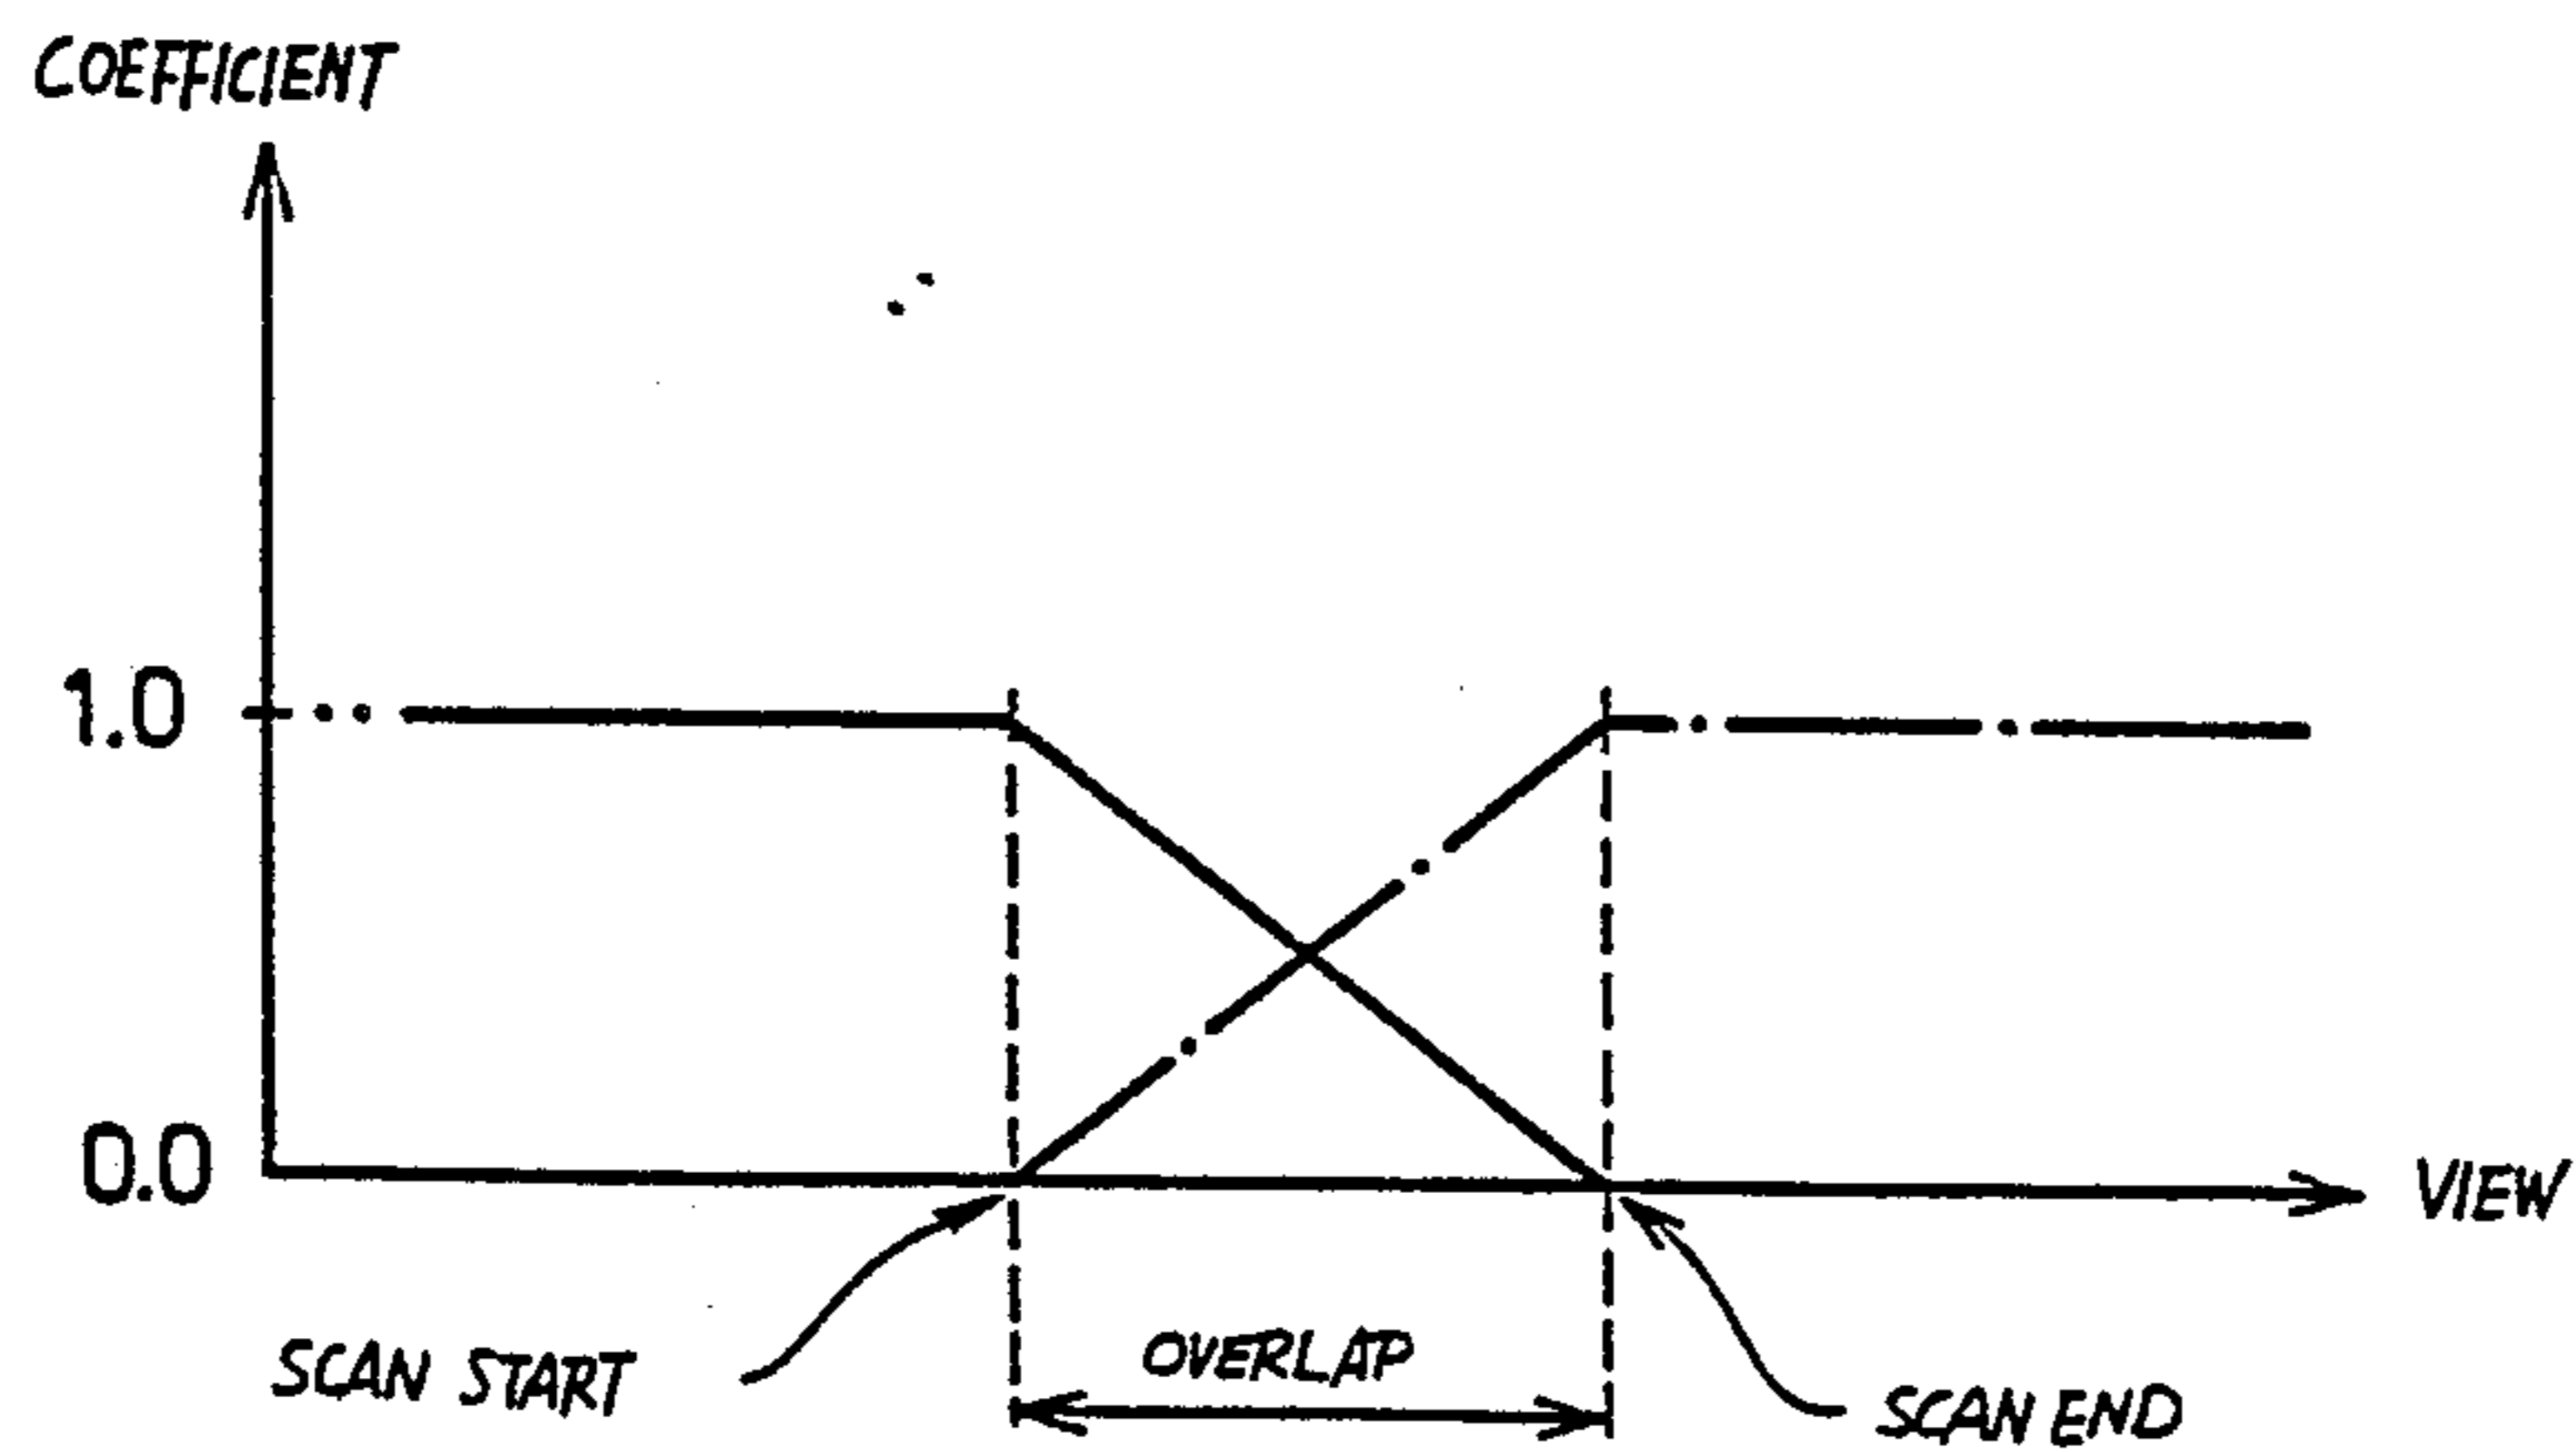 COEFFICIENT
1.0
0.0
VIEW
SCAN START
OVERLAP
SCAN END